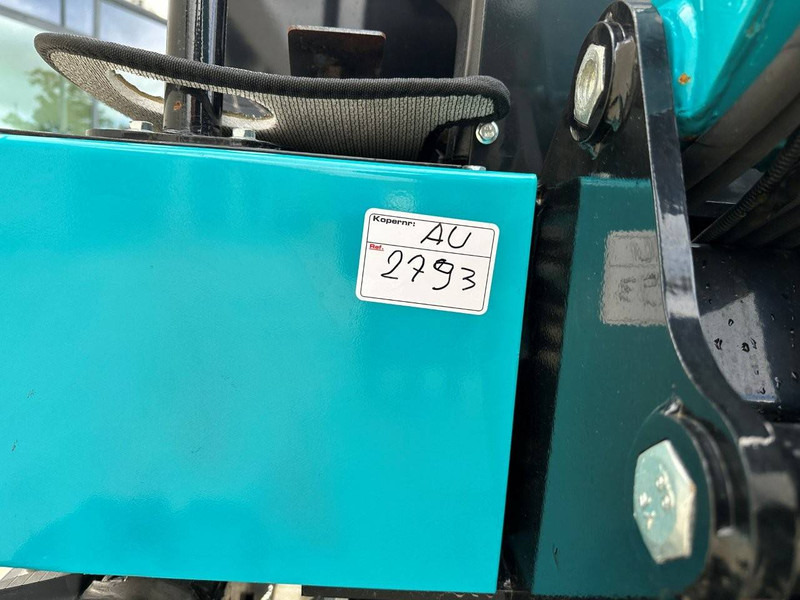 Kopernr: AU
Ref. 2793